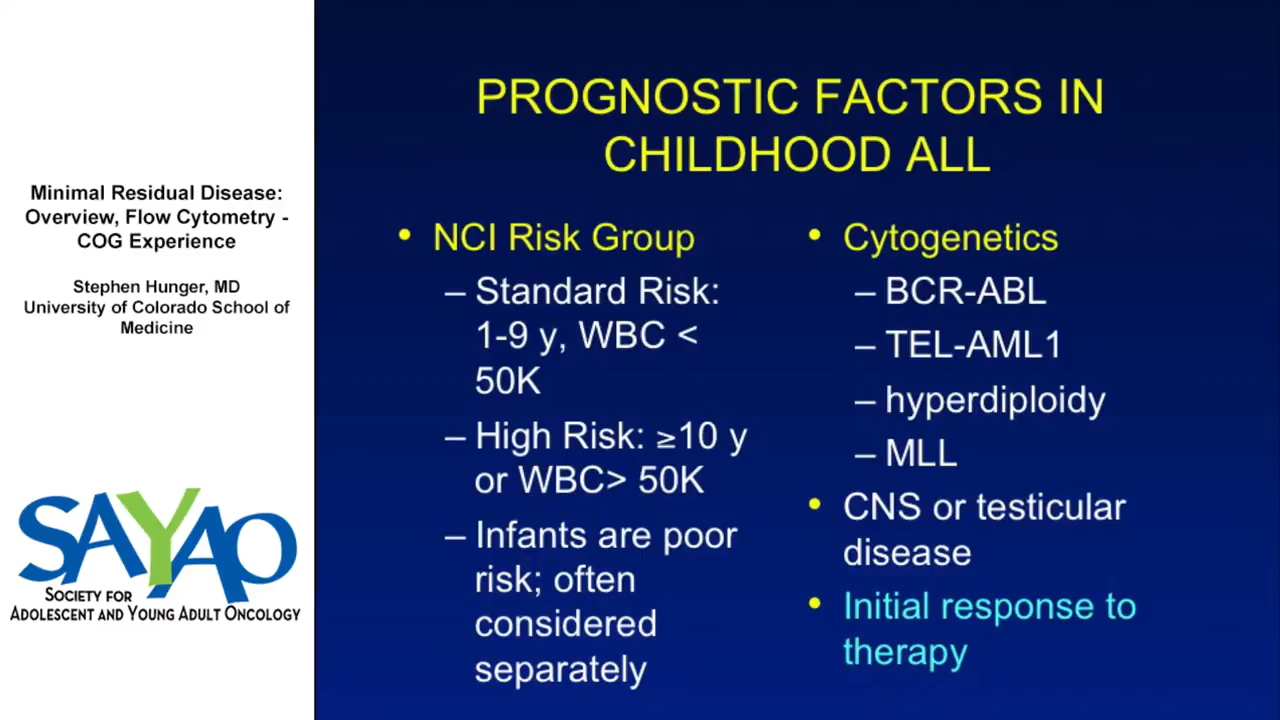 Minimal Residual Disease:
Overview, Flow Cytometry -
COG Experience
Stephen Hunger, MD
University of Colorado School of
Medicine
SAYAO
SOCIETY FOR
ADOLESCENT AND YOUNG ADULT ONCOLOGY
PROGNOSTIC FACTORS IN
CHILDHOOD ALL
• NCI Risk Group
– Standard Risk:
1-9 y, WBC <
50K
– High Risk: ≥10 y
or WBC> 50K
– Infants are poor
risk; often
considered
separately
• Cytogenetics
– BCR-ABL
– TEL-AML1
– hyperdiploidy
– MLL
• CNS or testicular
disease
• Initial response to
therapy